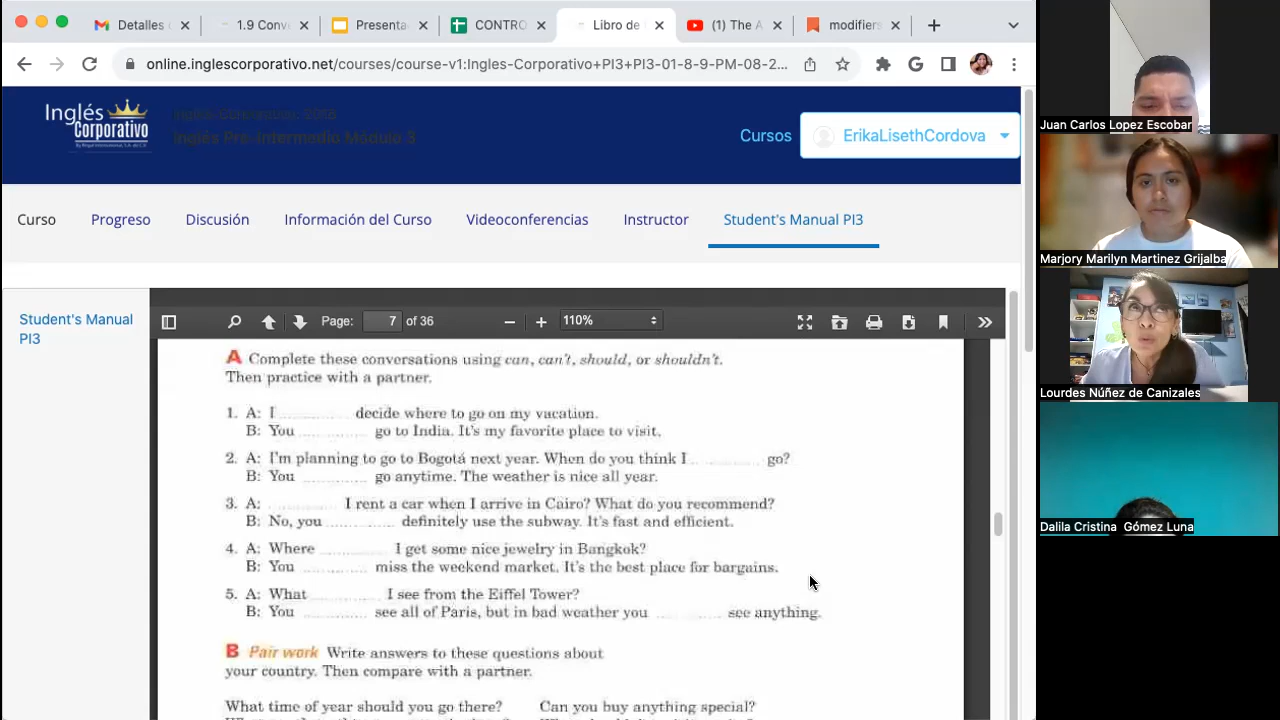 Detalles
1.9 Conv
Presenta
CONTRO
Libro de
(1) The A
modifiers
online.inglescorporativo.net/courses/course-v1:Ingles-Corporativo+PI3+PI3-01-8-9-PM-08-2...
Inglés
Corporativo
Inglés Pre-Intermedio Módulo 3
Cursos
ErikaLisethCordova
Curso
Progreso
Discusión
Información del Curso
Videoconferencias
Instructor
Student's Manual PI3
Student's Manual
PI3
Page: 7 of 36
110%
A Complete these conversations using can, can't, should, or shouldn't.
Then practice with a partner.
1. A: I ............ decide where to go on my vacation.
B: You ............ go to India. It's my favorite place to visit.
2. A: I'm planning to go to Bogotá next year. When do you think I ............ go?
B: You ............ go anytime. The weather is nice all year.
3. A: ............ I rent a car when I arrive in Cairo? What do you recommend?
B: No, you ............ definitely use the subway. It's fast and efficient.
4. A: Where ............ I get some nice jewelry in Bangkok?
B: You ............ miss the weekend market. It's the best place for bargains.
5. A: What ............ I see from the Eiffel Tower?
B: You ............ see all of Paris, but in bad weather you ............ see anything.
B Pair work Write answers to these questions about
your country. Then compare with a partner.
What time of year should you go there? Can you buy anything special?
Juan Carlos Lopez Escobar
Marjory Marilyn Martinez Grijalba
Lourdes Núñez de Canizales
Dalila Cristina Gómez Luna